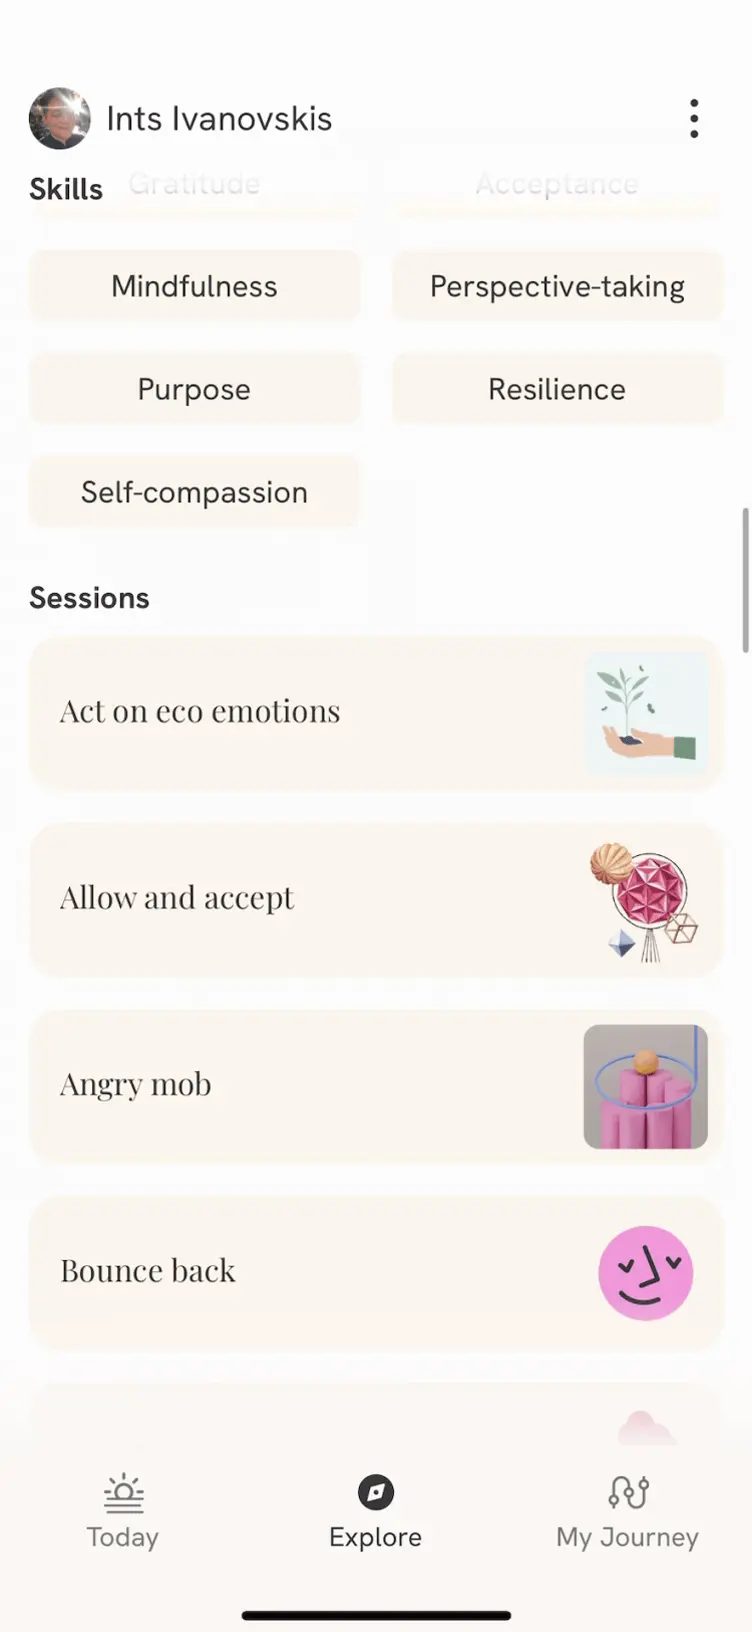 Ints Ivanovskis
Skills
Gratitude
Acceptance
Mindfulness
Perspective-taking
Purpose
Resilience
Self-compassion
Sessions
Act on eco emotions
Allow and accept
Angry mob
Bounce back
Today
Explore
My Journey